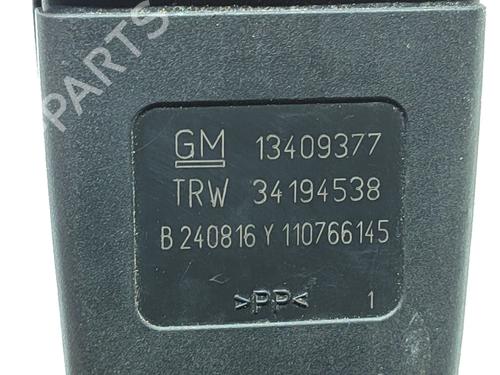 PARTS
GM 13409377
TRW 34194538
B 240816 Y 110766145
>PP< 1